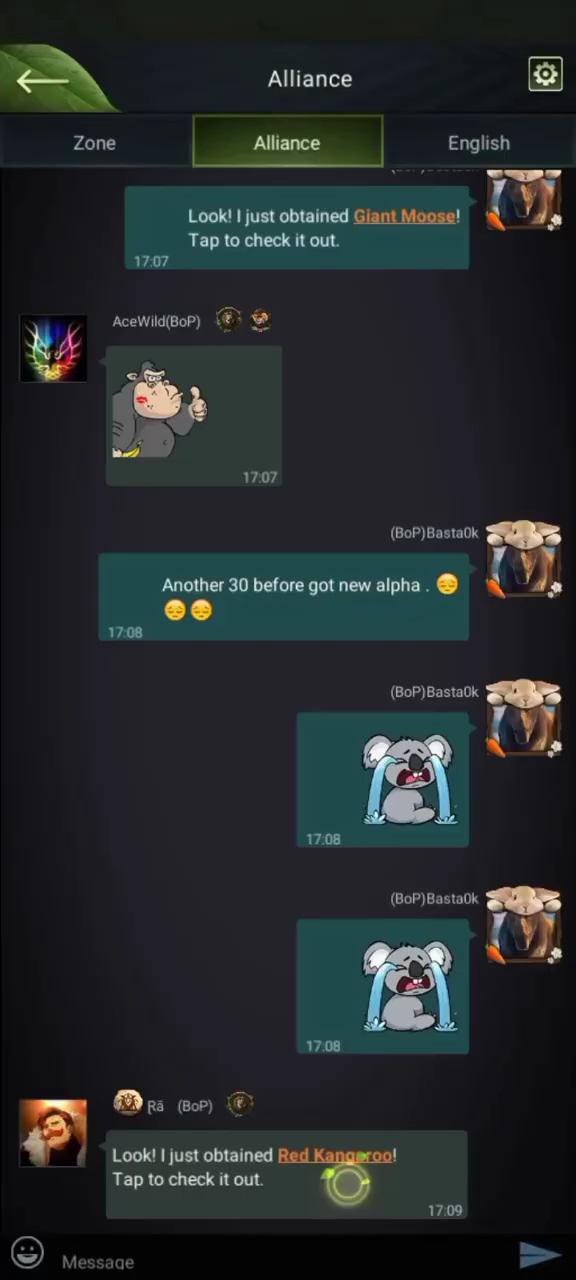 Alliance
Zone
Alliance
English
Look! I just obtained Giant Moose!
Tap to check it out.
17:07
AceWild(BoP)
17:07
(BoP)Basta0k
Another 30 before got new alpha . 😔
😔😔
17:08
(BoP)Basta0k
17:08
(BoP)Basta0k
17:08
Ŗā (BoP)
Look! I just obtained Red Kangaroo!
Tap to check it out.
17:09
Message